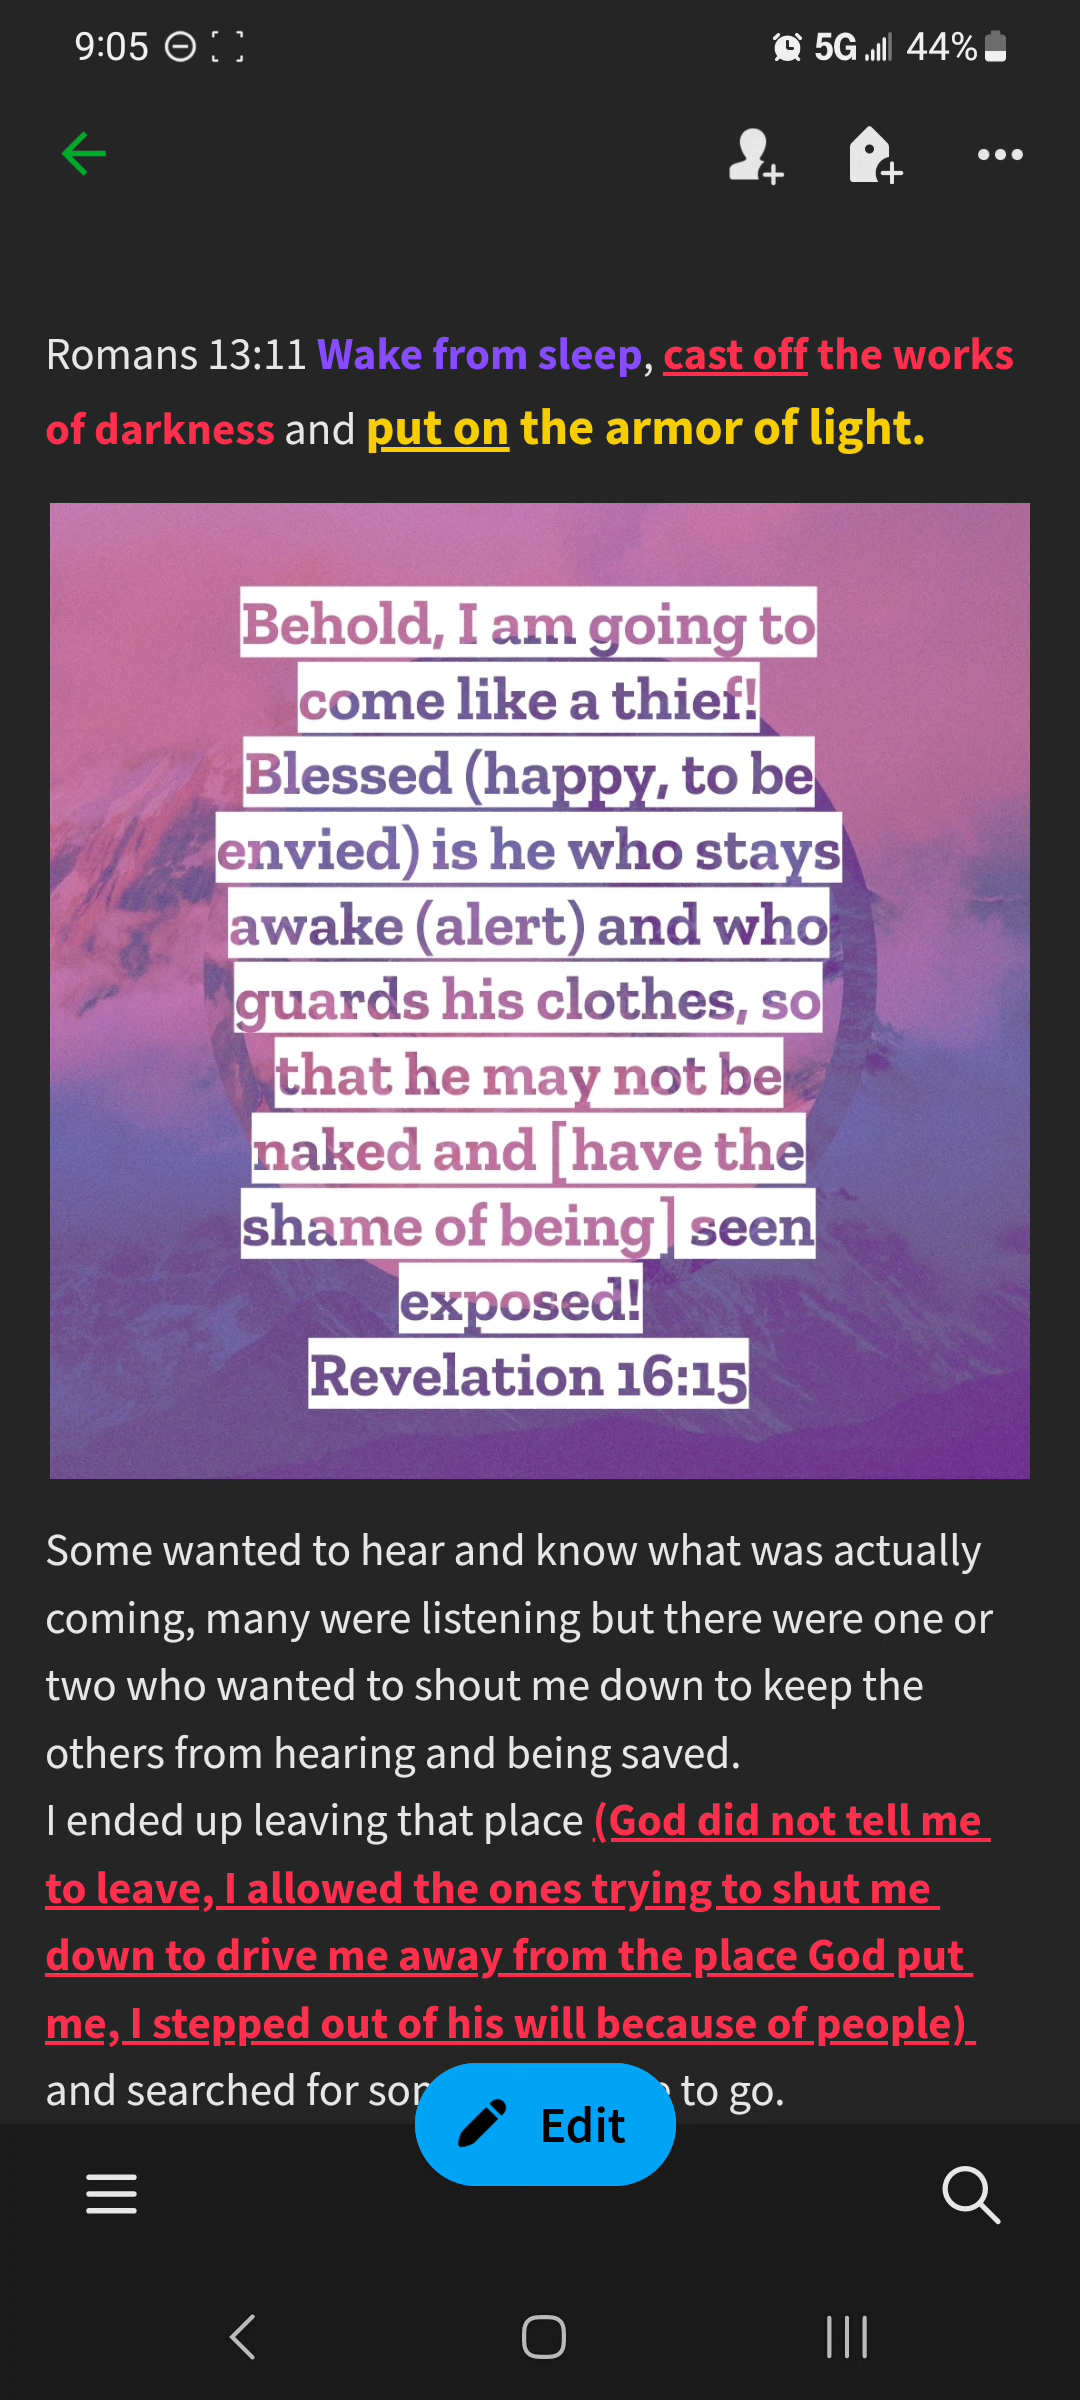 9:05
5G 44%
Romans 13:11 Wake from sleep, cast off the works
of darkness and put on the armor of light.
Behold, I am going to
come like a thief!
Blessed (happy, to be
envied) is he who stays
awake (alert) and who
guards his clothes, so
that he may not be
naked and [have the
shame of being] seen
exposed!
Revelation 16:15
Some wanted to hear and know what was actually
coming, many were listening but there were one or
two who wanted to shout me down to keep the
others from hearing and being saved.
I ended up leaving that place (God did not tell me
to leave, I allowed the ones trying to shut me
down to drive me away from the place God put
me, I stepped out of his will because of people)
and searched for to go.
Edit